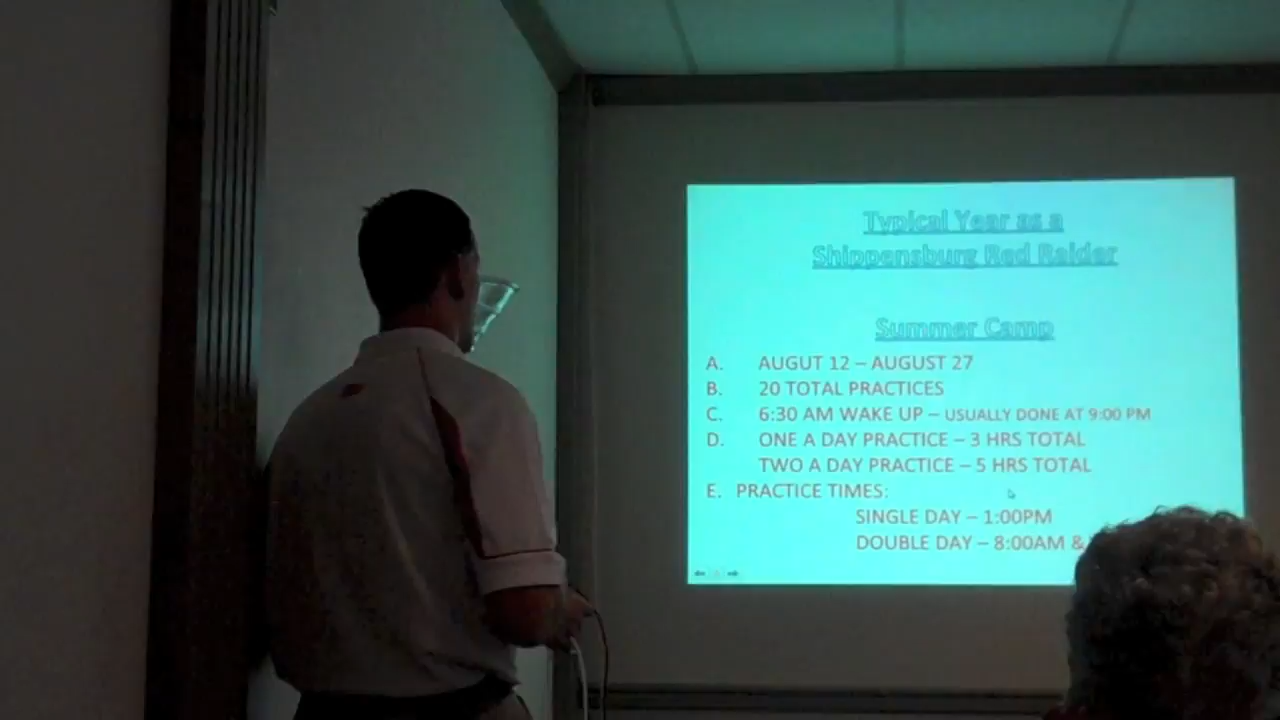 Typical Year as a
Shippensburg Red Raider
Summer Camp
A. AUGUT 12 – AUGUST 27
B. 20 TOTAL PRACTICES
C. 6:30 AM WAKE UP – USUALLY DONE AT 9:00 PM
D. ONE A DAY PRACTICE – 3 HRS TOTAL
TWO A DAY PRACTICE – 5 HRS TOTAL
E. PRACTICE TIMES:
SINGLE DAY – 1:00PM
DOUBLE DAY – 8:00AM &